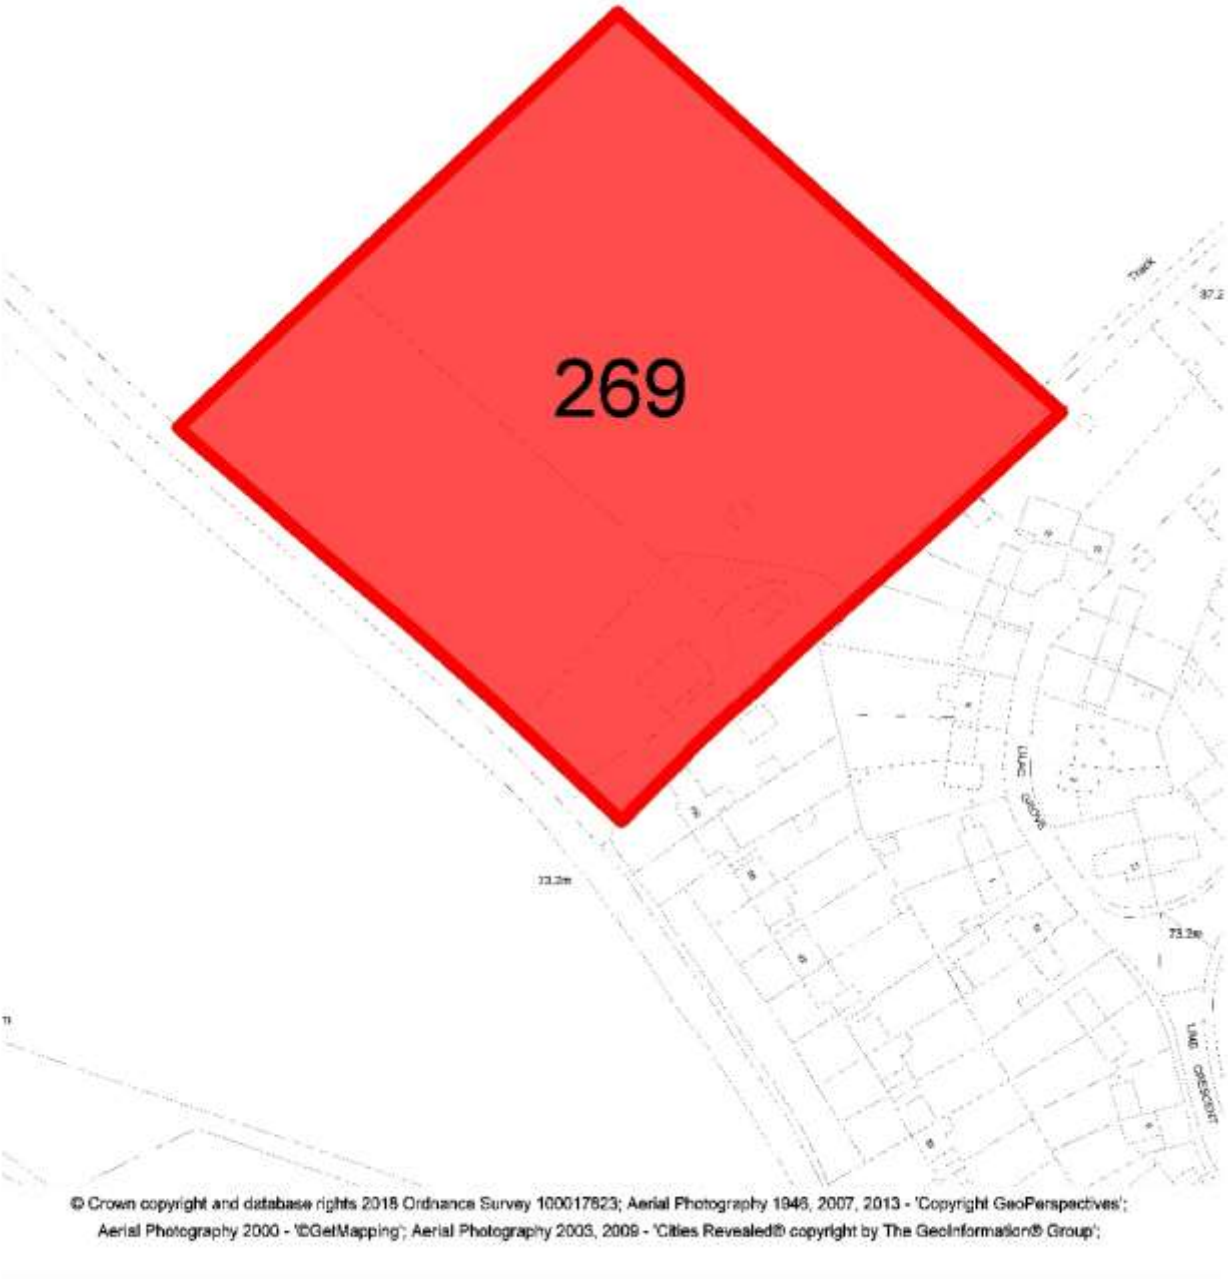 Track
87.2
269
LILAC GROVE
73.2m
73.2m
LIME CRESCENT
© Crown copyright and database rights 2018 Ordnance Survey 100017823; Aerial Photography 1946, 2007, 2013 - 'Copyright GeoPerspectives';
Aerial Photography 2000 - '©GetMapping'; Aerial Photography 2003, 2009 - 'Cities Revealed® copyright by The GeoInformation® Group';